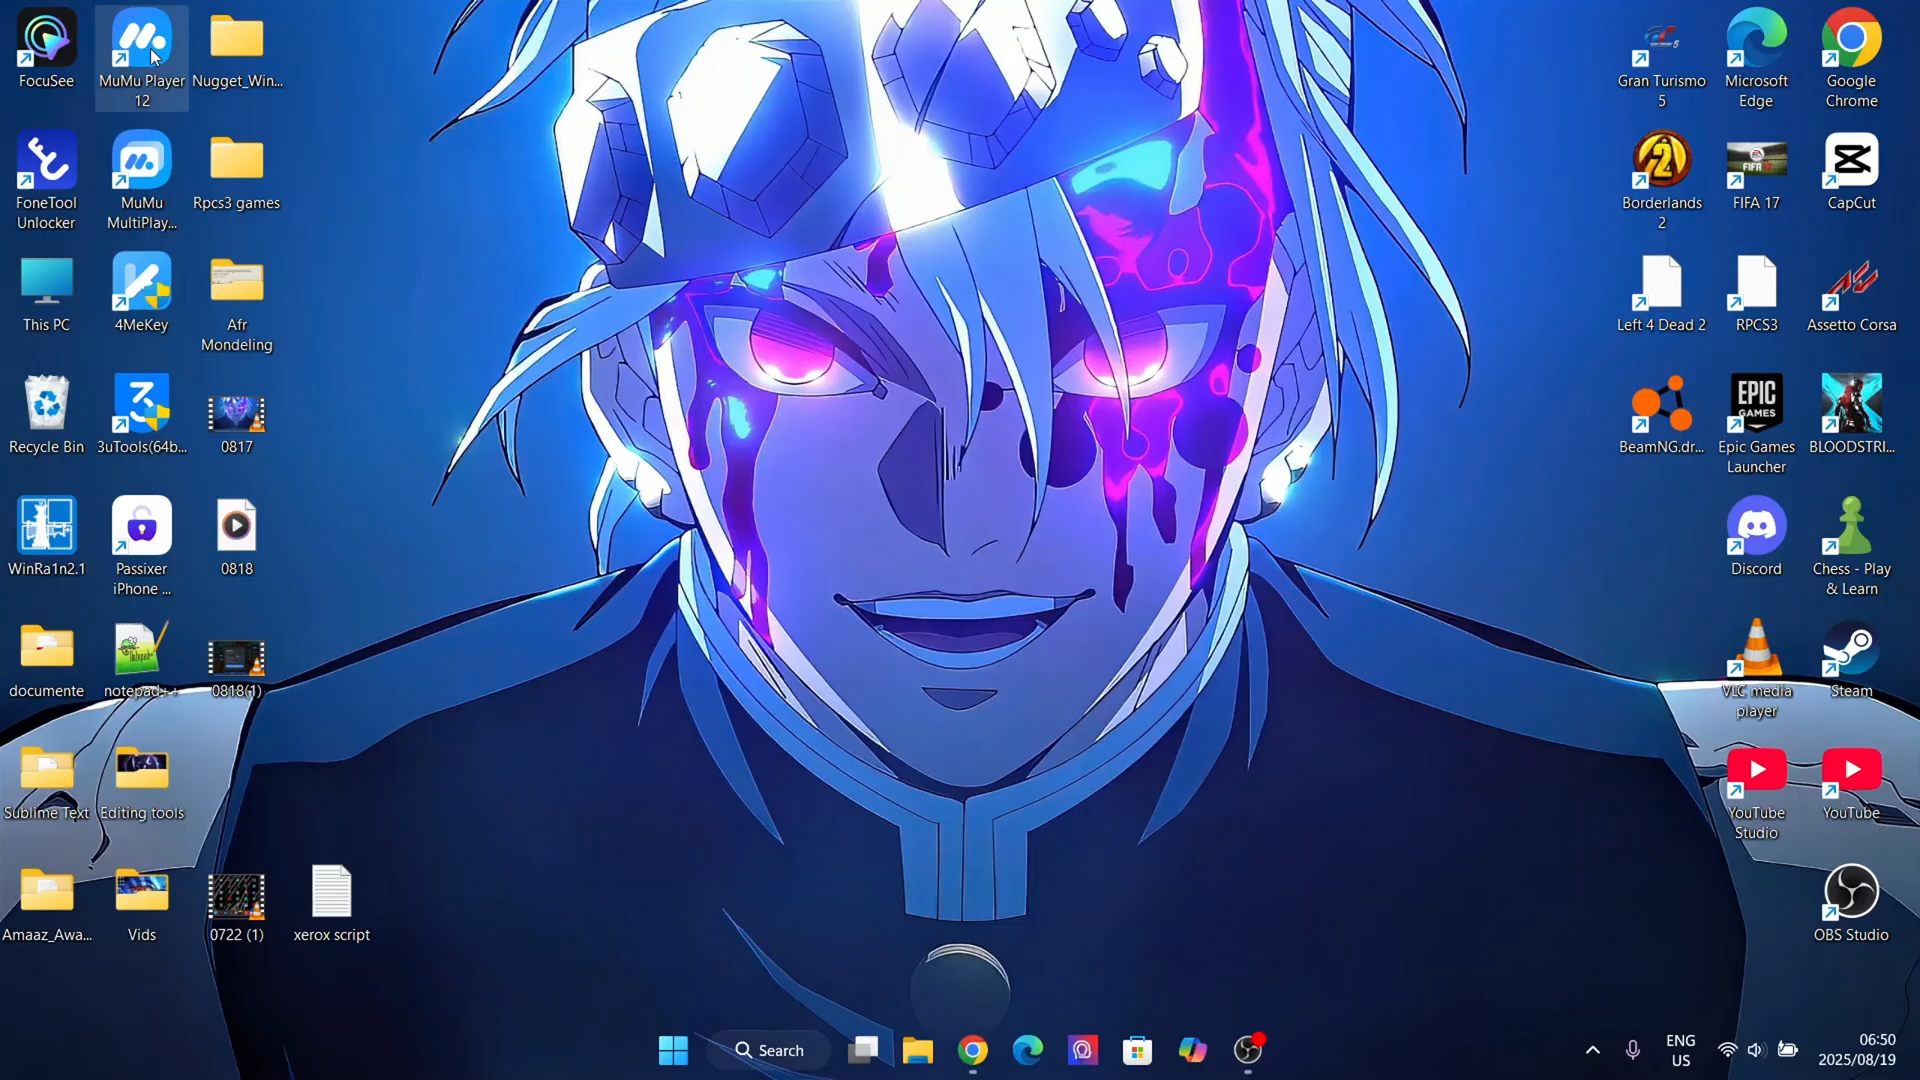 FocuSee
MuMu Player
12
Nugget_Win...
FoneTool
Unlocker
MuMu
MultiPlay...
Rpcs3 games
This PC
4MeKey
Afr
Mondeling
Recycle Bin
3uTools(64b...
0817
WinRa1n2.1
Passixer
iPhone ...
0818
documente
notepad++
0818(1)
Sublime Text
Editing tools
Amaaz_Awa...
Vids
0722 (1)
xerox script
Gran Turismo
5
Microsoft
Edge
Google
Chrome
Borderlands
2
FIFA 17
CapCut
Left 4 Dead 2
RPCS3
Assetto Corsa
BeamNG.dr...
EPIC
GAMES
Epic Games
Launcher
BLOODSTRI...
Discord
Chess - Play
& Learn
VLC media
player
Steam
YouTube
Studio
YouTube
OBS Studio
Search
ENG
US
06:50
2025/08/19